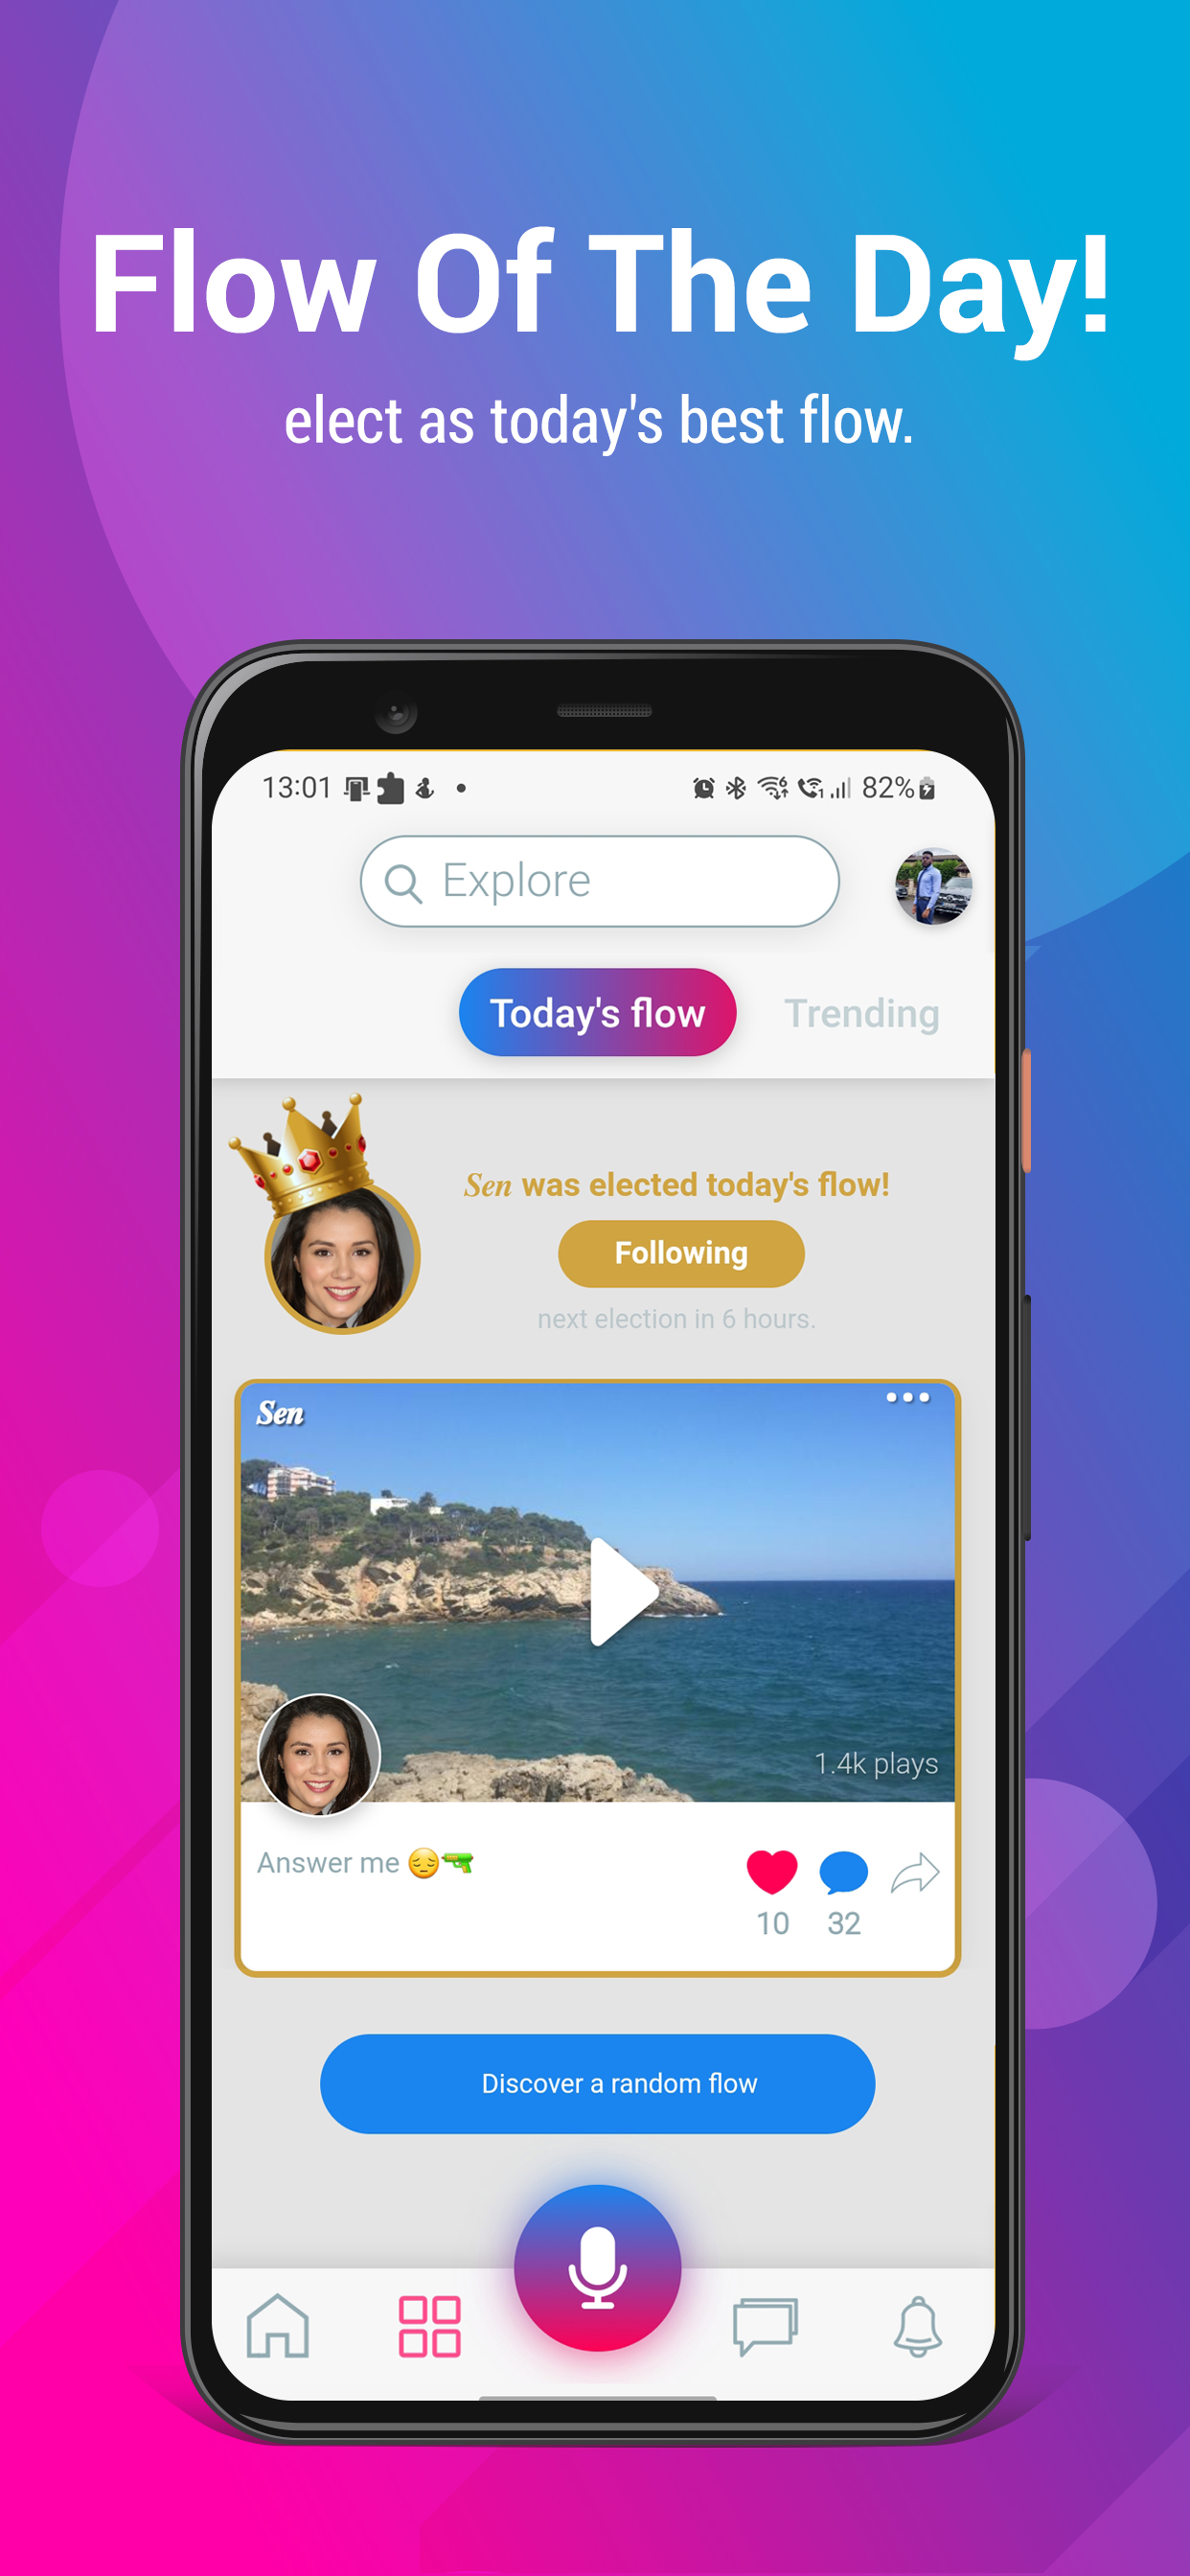 Flow Of The Day!
elect as today's best flow.
13:01 82%
Explore
Today's flow Trending
Sen was elected today's flow!
Following
next election in 6 hours.
Sen
1.4k plays
Answer me 😔🔫
10 32
Discover a random flow